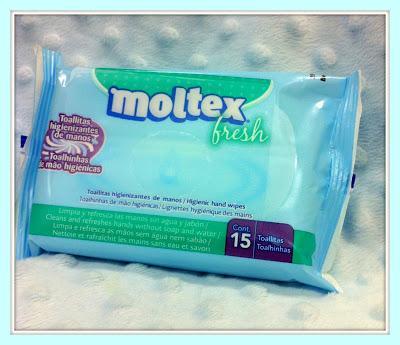 moltex
fresh
Toallitas
higienizantes
de manos
Toalhinhas
de mão higiénicas
Toallitas higienizantes de manos / Hygienic hand wipes
Toalhinhas de mão higiénicas / Lignettes hygiénique des mains
Limpia y refresca las manos sin agua y jabón /
Cleans and refreshes hands without soap and water /
Limpa e refresca as mãos sem água nem sabão /
Nettoie et rafraîchit les mains sans eau et savon
Cont.
15 Toallitas
Toalhinhas